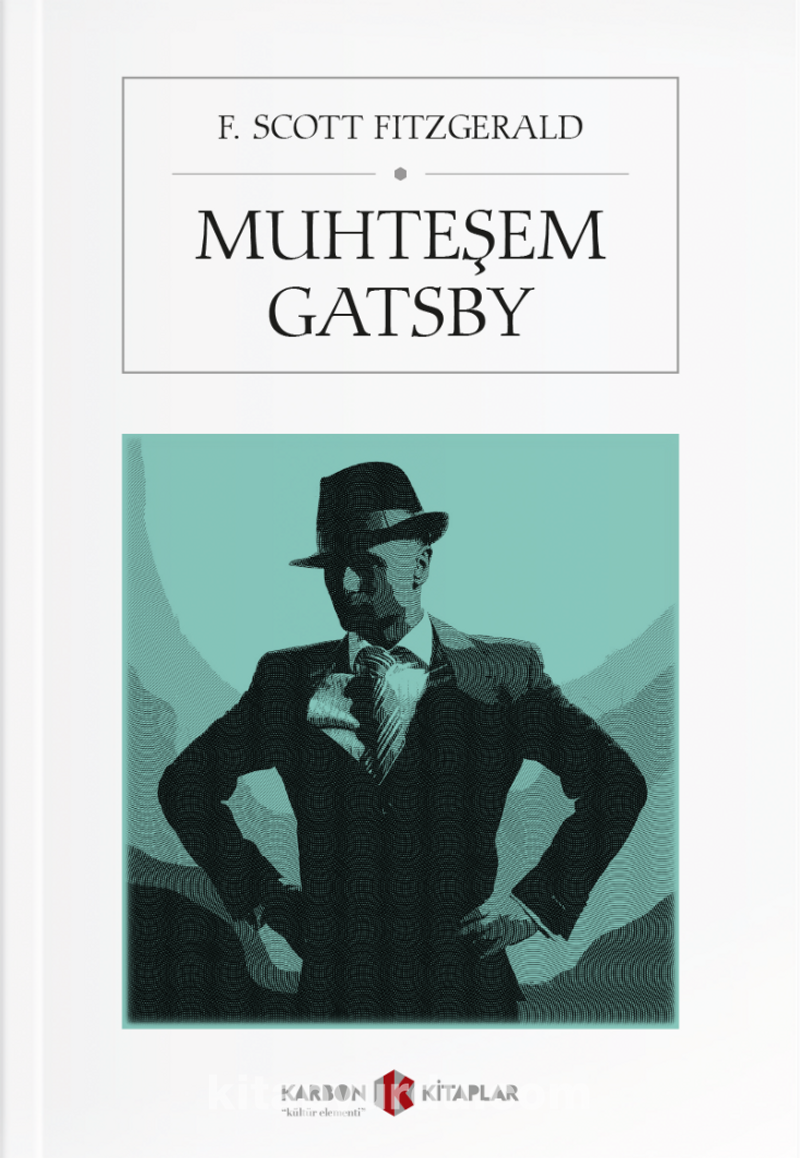 F. SCOTT FITZGERALD
MUHTEŞEM
GATSBY
KARBON KİTAPLAR
"kültür elementi"